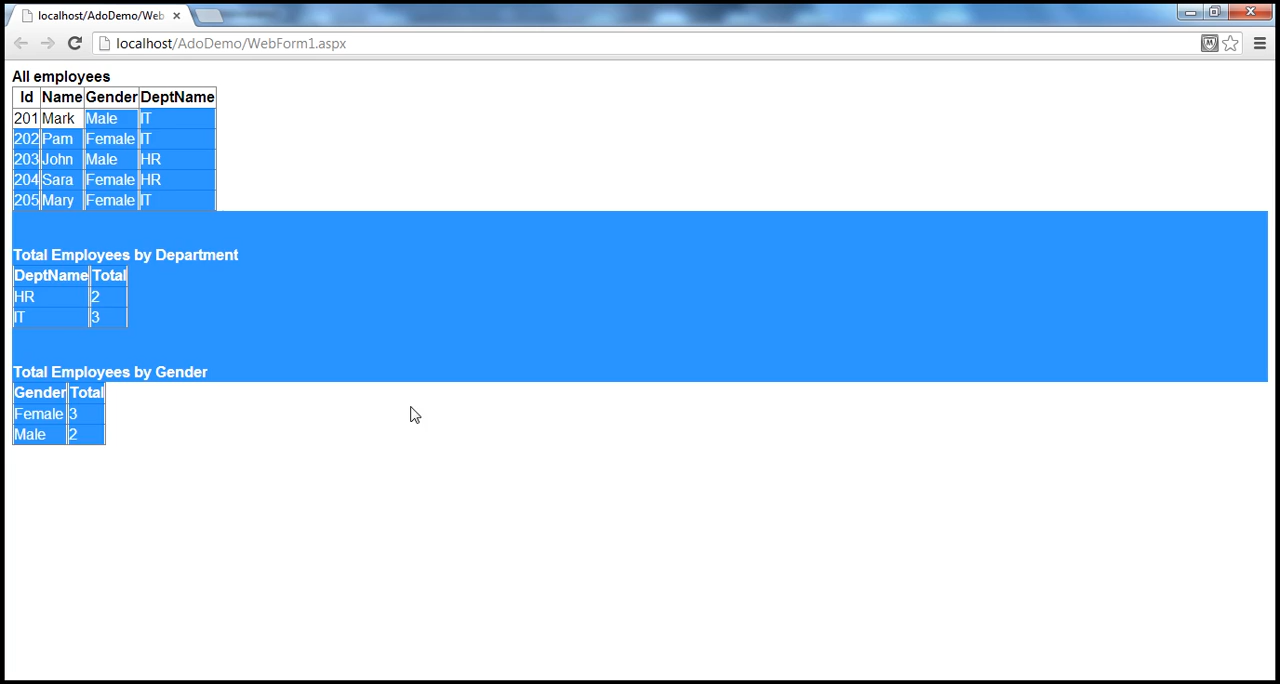 localhost/AdoDemo/Web
localhost/AdoDemo/WebForm1.aspx
All employees
Id Name Gender DeptName
201 Mark Male IT
202 Pam Female IT
203 John Male HR
204 Sara Female HR
205 Mary Female IT
Total Employees by Department
DeptName Total
HR 2
IT 3
Total Employees by Gender
Gender Total
Female 3
Male 2